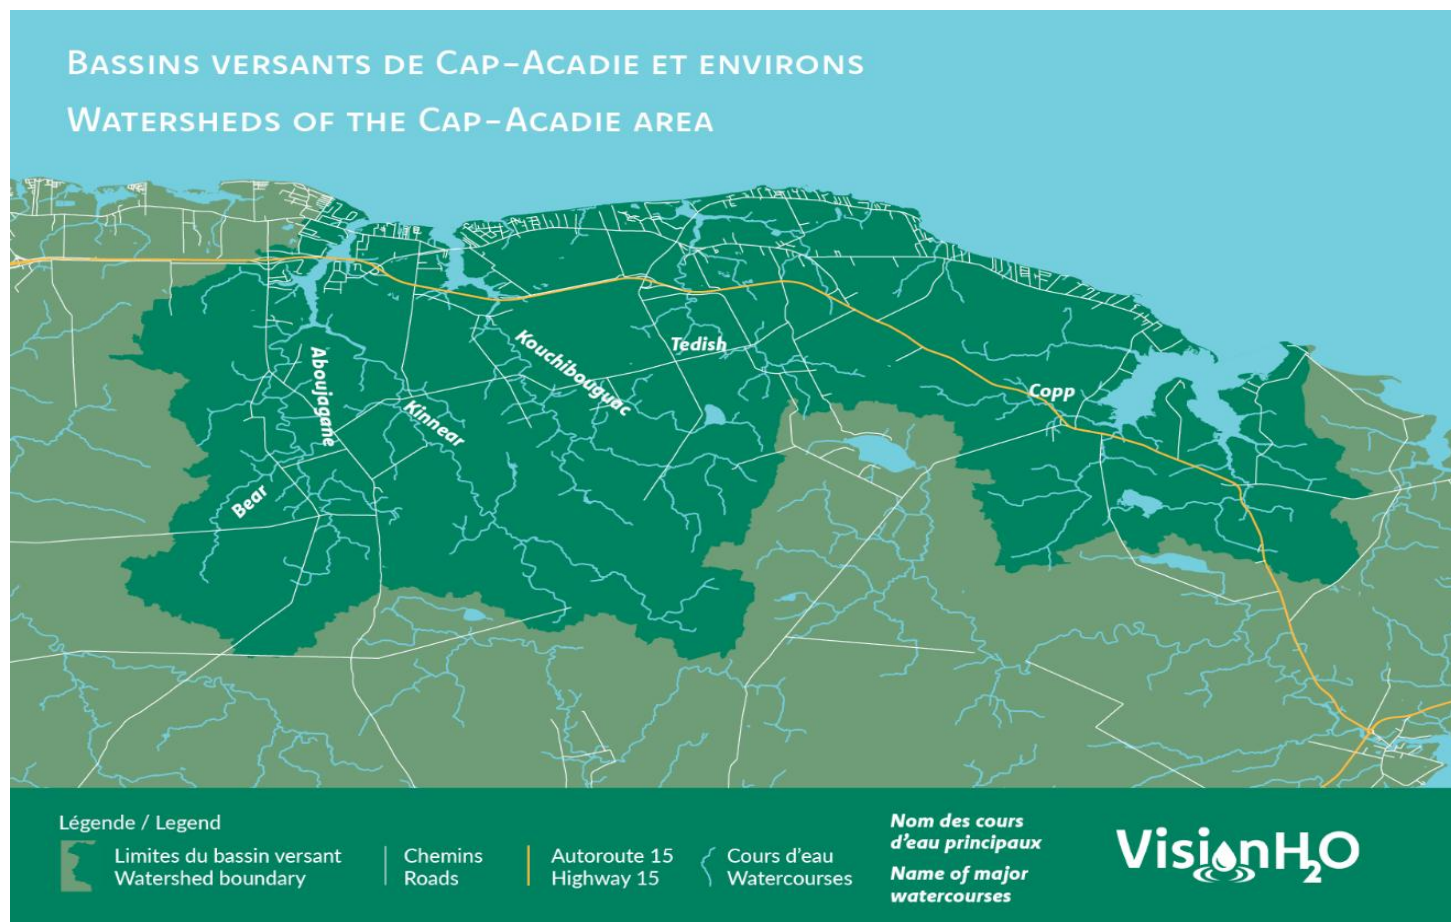 Bassins versants de Cap-Acadie et environs
Watersheds of the Cap-Acadie area
Aboujagane
Kinnear
Kouchibouguac
Tedish
Copp
Bear
Légende / Legend
Limites du bassin versant
Watershed boundary
Chemins
Roads
Autoroute 15
Highway 15
Cours d'eau
Watercourses
Nom des cours
d'eau principaux
Name of major
watercourses
VisionH2O